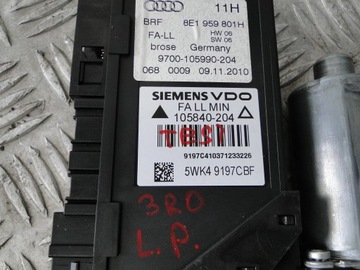 11H
BRF 8E1 959 801H
FA-LL HW 06
SW 06
brose Germany
9700-105990-204
068 0009 09.11.2010
SIEMENS VDO
FA LL MIN
105840-204
TEST
9197C410371233226
5WK4 9197CBF
3RO
L.P.